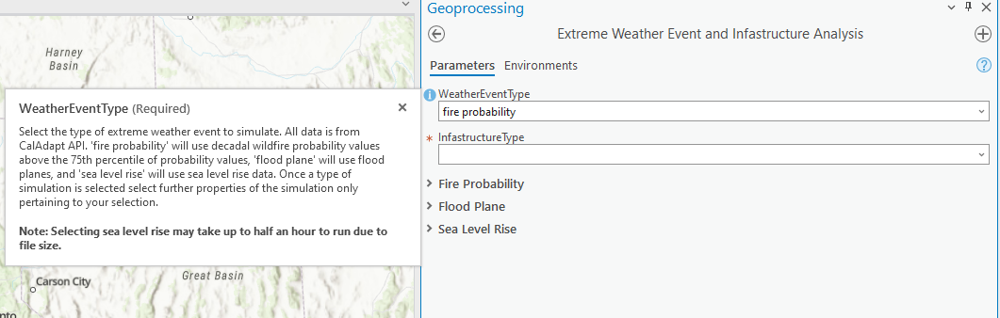 Geoprocessing
Extreme Weather Event and Infastructure Analysis
Parameters Environments
Harney
Basin
WeatherEventType (Required)
Select the type of extreme weather event to simulate. All data is from
CalAdapt API. 'fire probability' will use decadal wildfire probability values
above the 75th percentile of probability values, 'flood plane' will use flood
planes, and 'sea level rise' will use sea level rise data. Once a type of
simulation is selected select further properties of the simulation only
pertaining to your selection.
Note: Selecting sea level rise may take up to half an hour to run due to
file size.
WeatherEventType
fire probability
* InfastructureType
Fire Probability
Flood Plane
Sea Level Rise
Great Basin
Carson City
nto